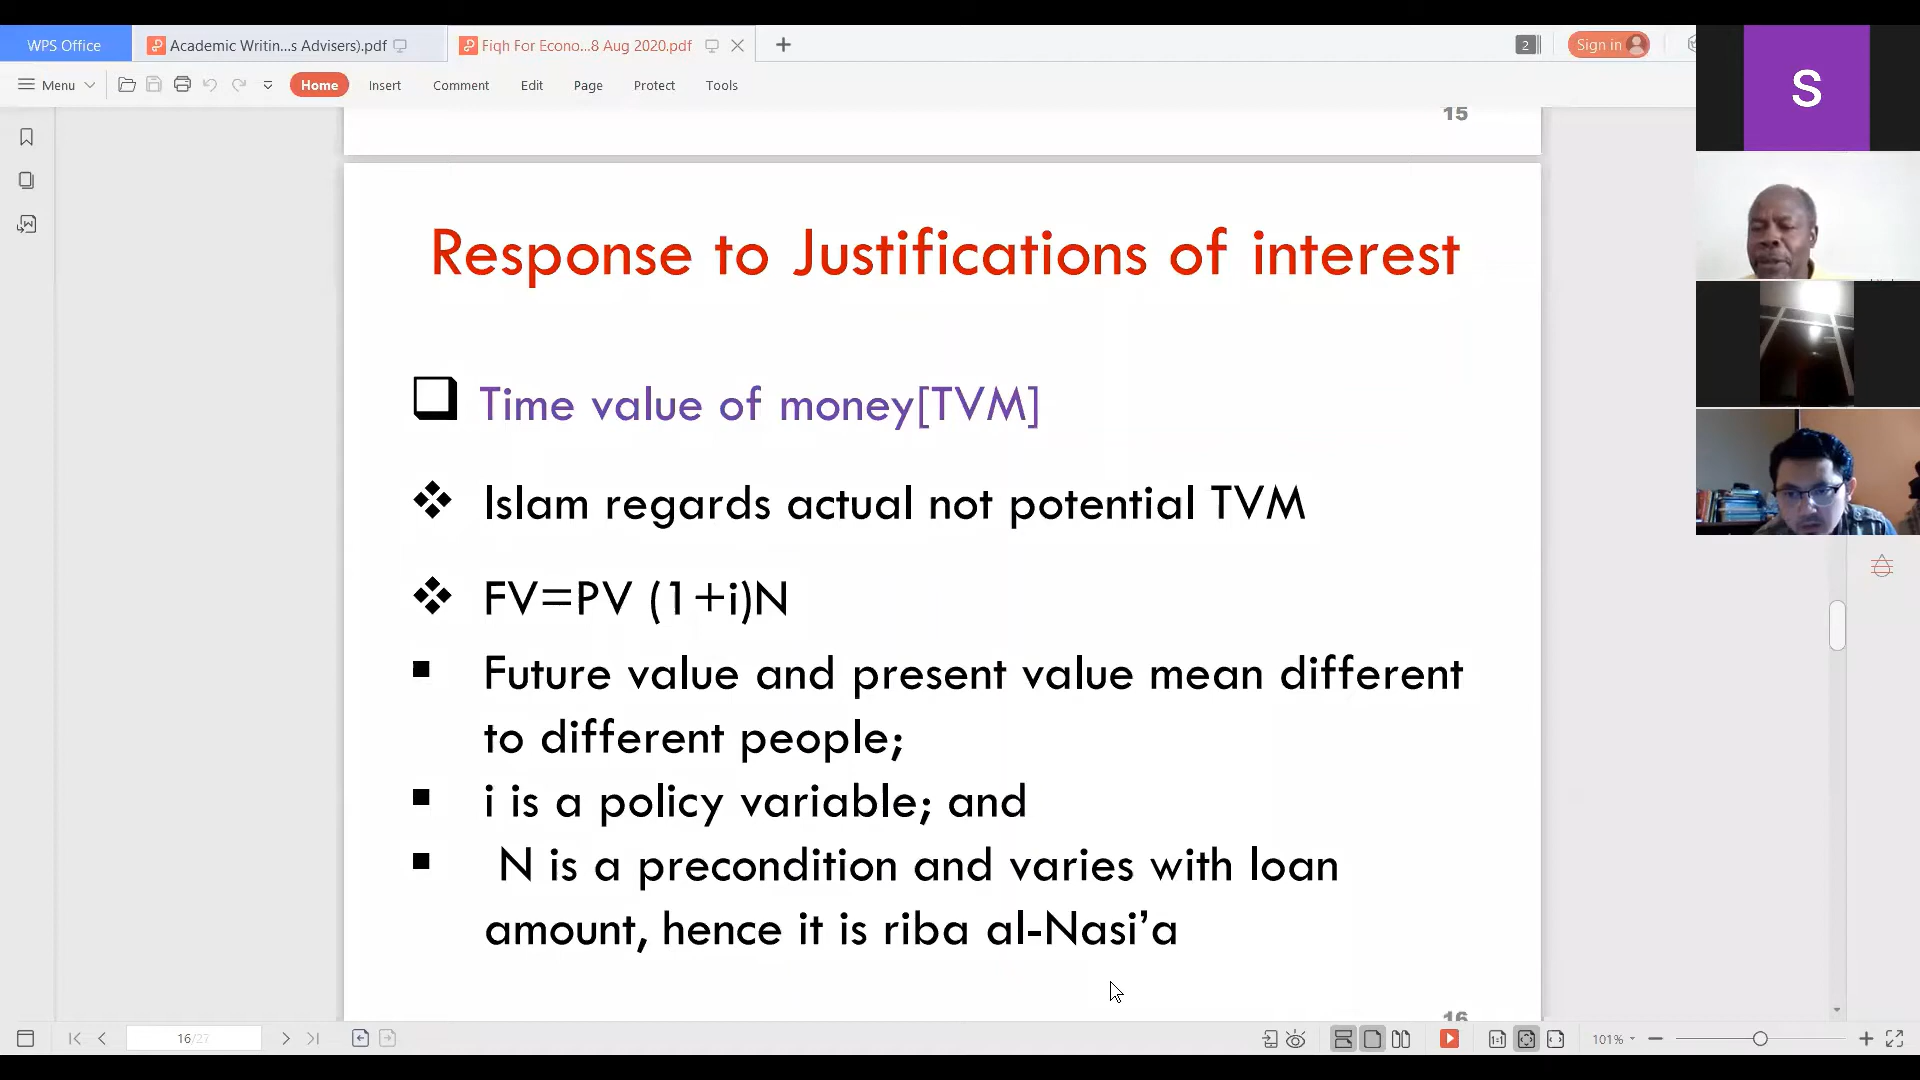 WPS Office
Academic Writin...s Advisers).pdf
Fiqh For Econo...8 Aug 2020.pdf
2
Sign in
Menu
Home
Insert
Comment
Edit
Page
Protect
Tools
S
15
Response to Justifications of interest
Time value of money[TVM]
Islam regards actual not potential TVM
FV=PV (1+i)N
Future value and present value mean different
to different people;
i is a policy variable; and
N is a precondition and varies with loan
amount, hence it is riba al-Nasi’a
16
16/27
101%